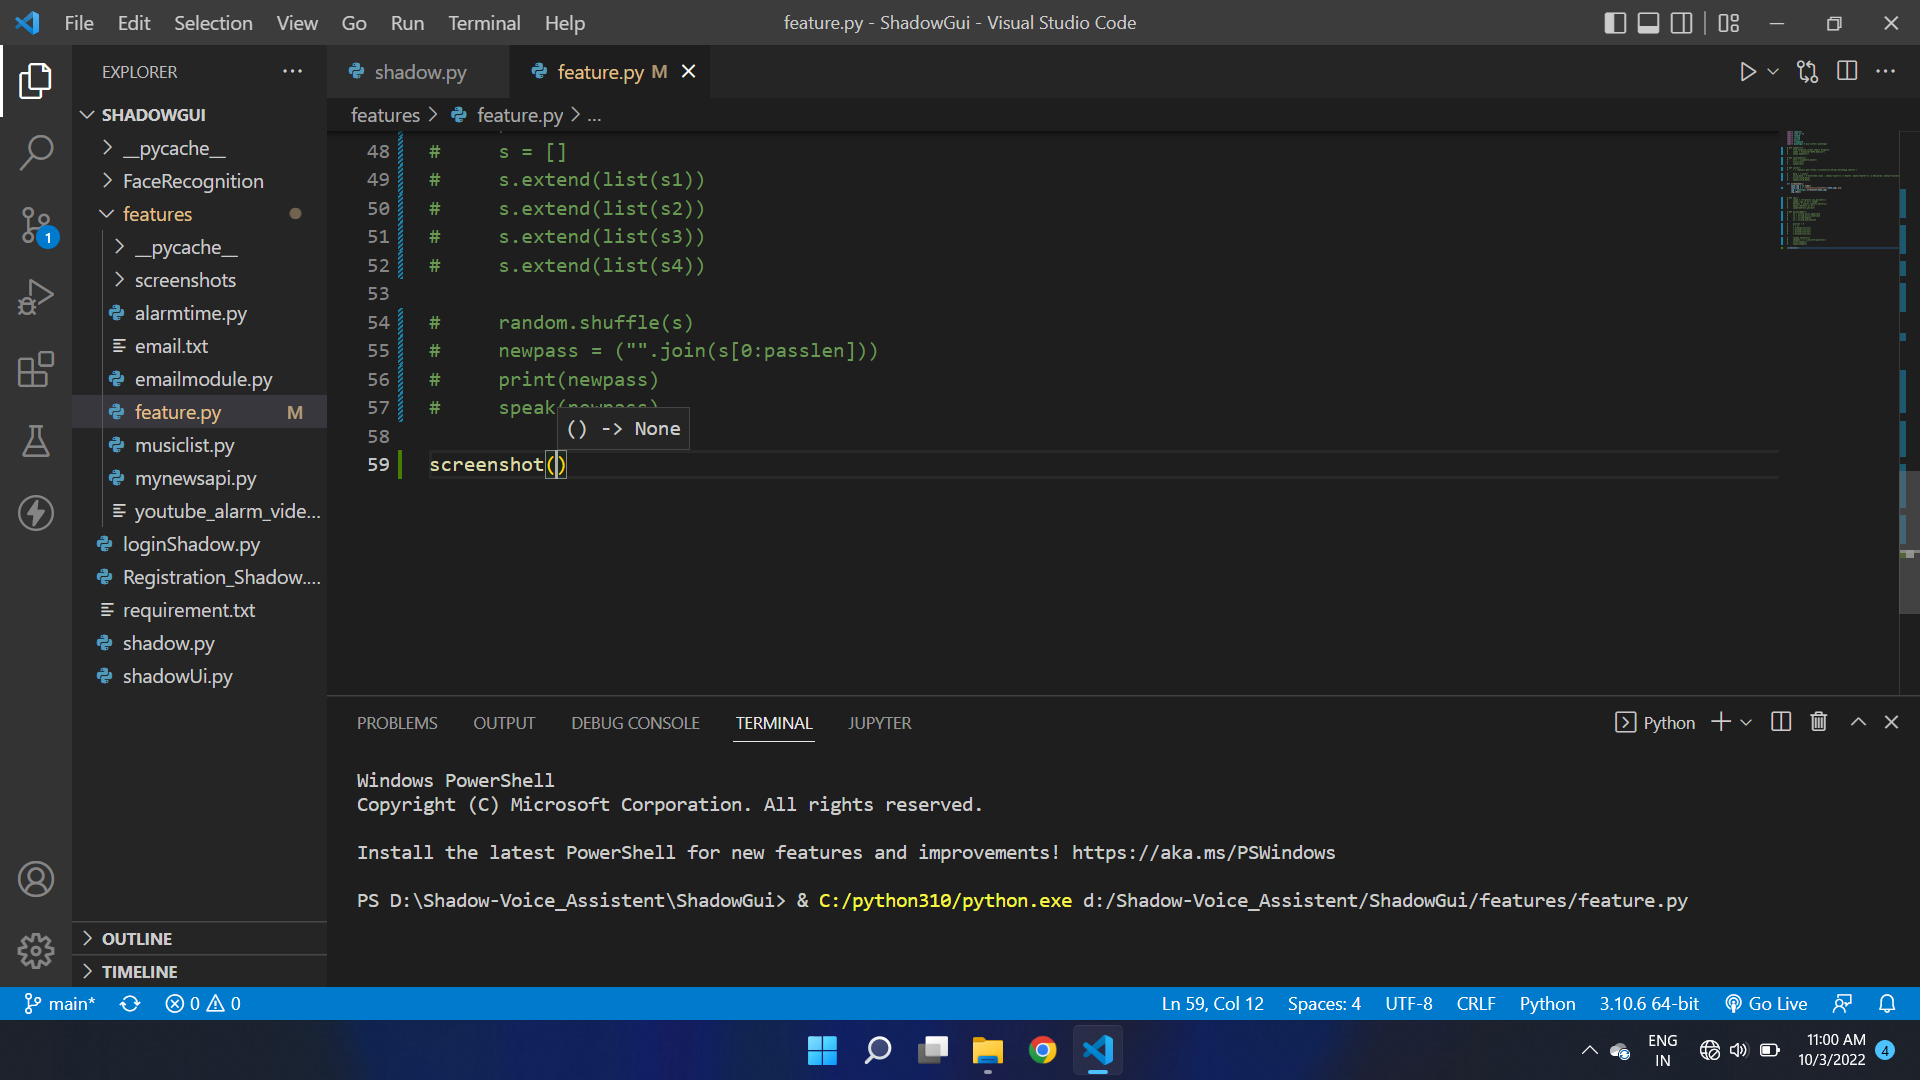 File Edit Selection View Go Run Terminal Help
feature.py - ShadowGui - Visual Studio Code
EXPLORER
shadow.py
feature.py M
SHADOWGUI
features > feature.py > ...
__pycache__
FaceRecognition
features
__pycache__
screenshots
alarmtime.py
email.txt
emailmodule.py
feature.py M
musiclist.py
mynewsapi.py
youtube_alarm_vide...
loginShadow.py
Registration_Shadow....
requirement.txt
shadow.py
shadowUi.py
OUTLINE
TIMELINE
1
48 # s = []
49 # s.extend(list(s1))
50 # s.extend(list(s2))
51 # s.extend(list(s3))
52 # s.extend(list(s4))
53
54 # random.shuffle(s)
55 # newpass = ("".join(s[0:passlen]))
56 # print(newpass)
57 # speak(newpass)
() -> None
58
59 screenshot()
PROBLEMS OUTPUT DEBUG CONSOLE TERMINAL JUPYTER
Python
Windows PowerShell
Copyright (C) Microsoft Corporation. All rights reserved.
Install the latest PowerShell for new features and improvements! https://aka.ms/PSWindows
PS D:\Shadow-Voice_Assistent\ShadowGui> & C:/python310/python.exe d:/Shadow-Voice_Assistent/ShadowGui/features/feature.py
main* 0 0
Ln 59, Col 12 Spaces: 4 UTF-8 CRLF Python 3.10.6 64-bit Go Live
ENG
IN
11:00 AM
10/3/2022
4